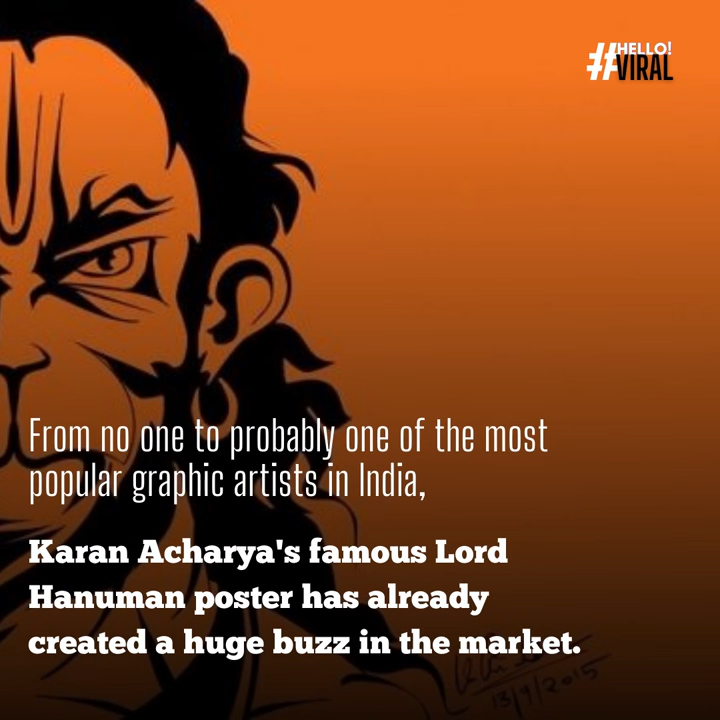 #HELLO!
VIRAL
From no one to probably one of the most
popular graphic artists in India,
Karan Acharya's famous Lord
Hanuman poster has already
created a huge buzz in the market.
13/9/2015